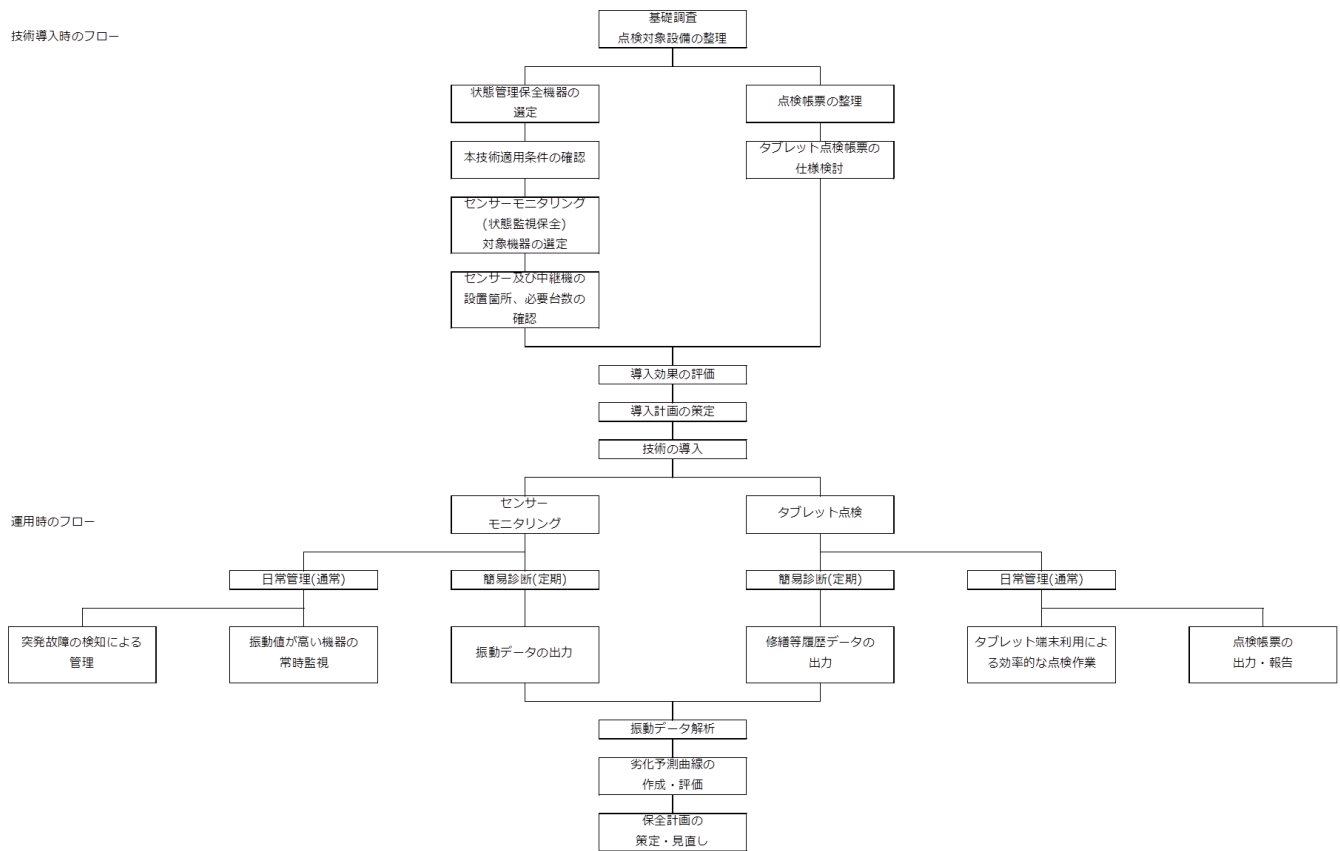 技術導入時のフロー
基礎調査
点検対象設備の整理
状態管理保全機器の
選定
点検帳票の整理
本技術適用条件の確認
タブレット点検帳票の
仕様検討
センサーモニタリング
(状態監視保全)
対象機器の選定
センサー及び中継機の
設置箇所、必要台数の
確認
導入効果の評価
導入計画の策定
技術の導入
運用時のフロー
センサー
モニタリング
タブレット点検
日常管理(通常)
簡易診断(定期)
簡易診断(定期)
日常管理(通常)
突発故障の検知による
管理
振動値が高い機器の
常時監視
振動データの出力
修繕等履歴データの
出力
タブレット端末利用によ
る効率的な点検作業
点検帳票の
出力・報告
振動データ解析
劣化予測曲線の
作成・評価
保全計画の
策定・見直し